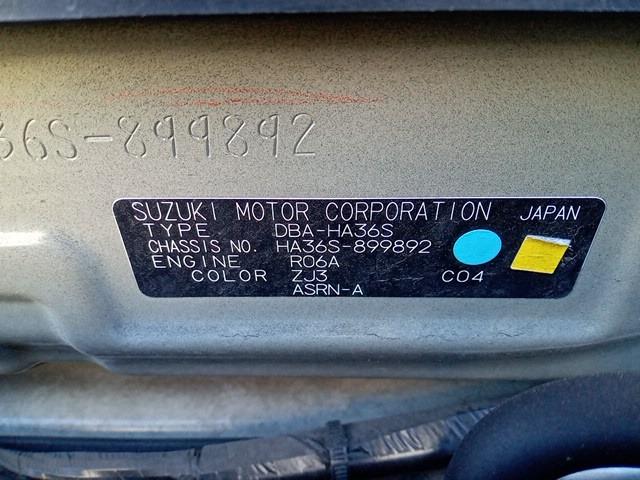 36S-899892
SUZUKI MOTOR CORPORATION JAPAN
TYPE DBA-HA36S
CHASSIS NO. HA36S-899892
ENGINE R06A
COLOR ZJ3 C04
ASRN-A